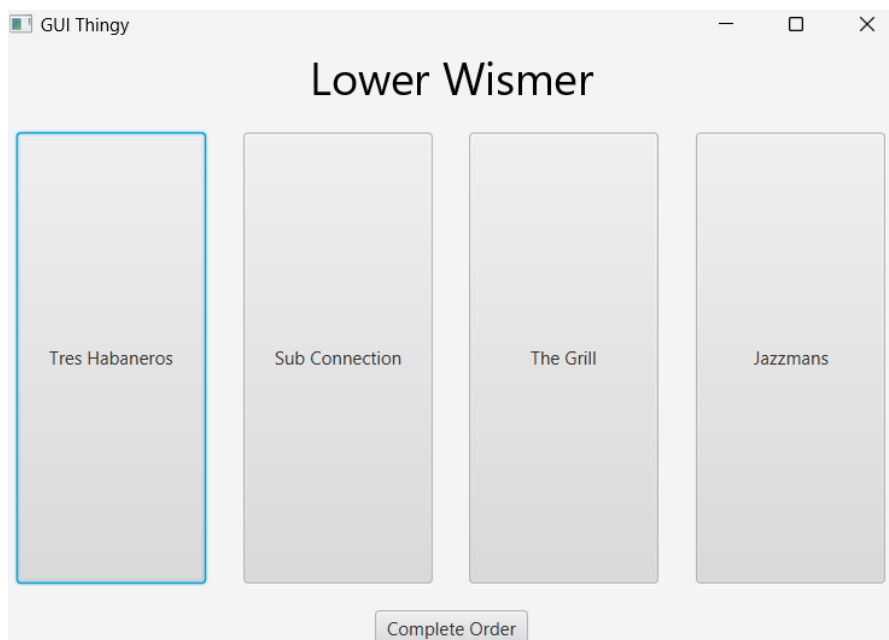 GUI Thingy
Lower Wismer
Tres Habaneros
Sub Connection
The Grill
Jazzmans
Complete Order